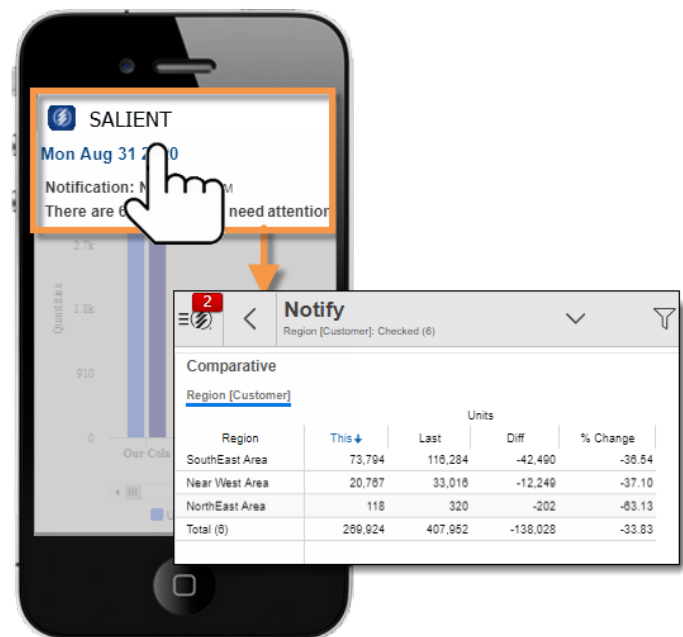 SALIENT
Mon Aug 31 2 20
Notification: N M
There are 6 need attention
2.7k
Quantities
1.8k
910
0
Our Cola
U
2
Notify
Region [Customer]: Checked (6)
Comparative
Region [Customer]
Units
Region This Last Diff % Change
SouthEast Area 73,794 116,284 -42,490 -36.54
Near West Area 20,767 33,016 -12,249 -37.10
NorthEast Area 118 320 -202 -63.13
Total (6) 269,924 407,952 -138,028 -33.83